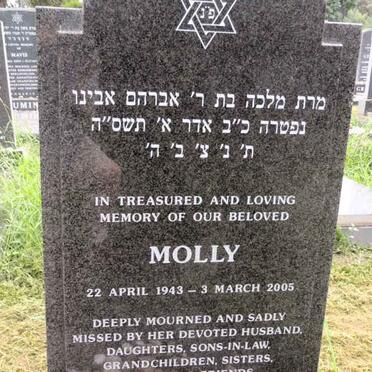 פ״נ
מרת מלכה בת ר׳ אברהם אבינו
נפטרה כ״ב אדר א׳ תשס״ה
ת׳ נ׳ צ׳ ב׳ ה׳
IN TREASURED AND LOVING
MEMORY OF OUR BELOVED
MOLLY
22 APRIL 1943 – 3 MARCH 2005
DEEPLY MOURNED AND SADLY
MISSED BY HER DEVOTED HUSBAND,
DAUGHTERS, SONS-IN-LAW,
GRANDCHILDREN, SISTERS,